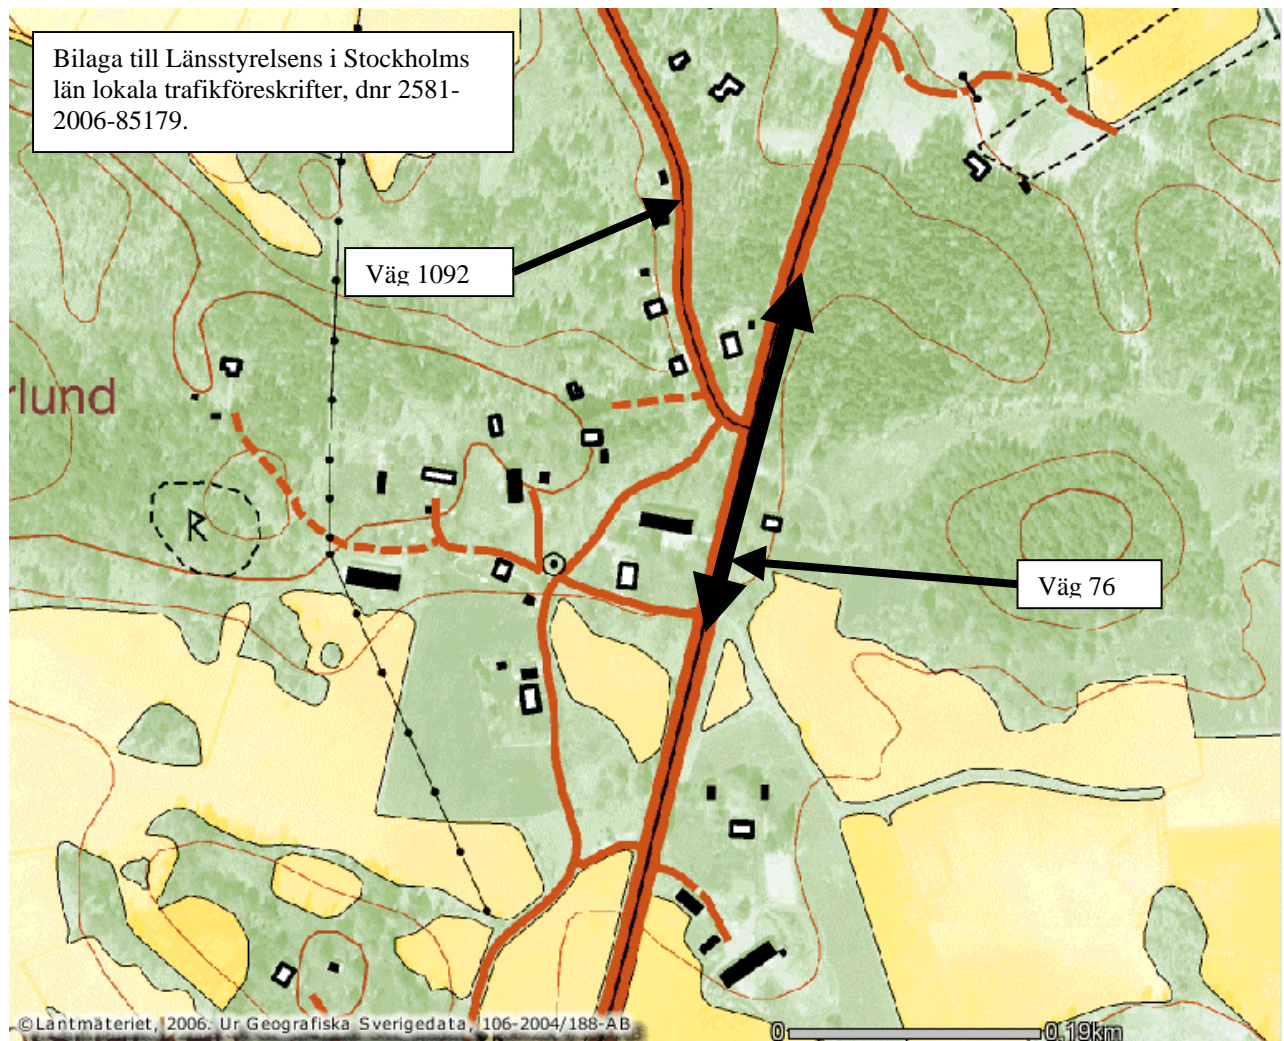 Bilaga till Länsstyrelsens i Stockholms
län lokala trafikföreskrifter, dnr 2581-
2006-85179.
Väg 1092
rlund
R
Väg 76
©Lantmäteriet, 2006. Ur Geografiska Sverigedata, 106-2004/188-AB
0 0.19km